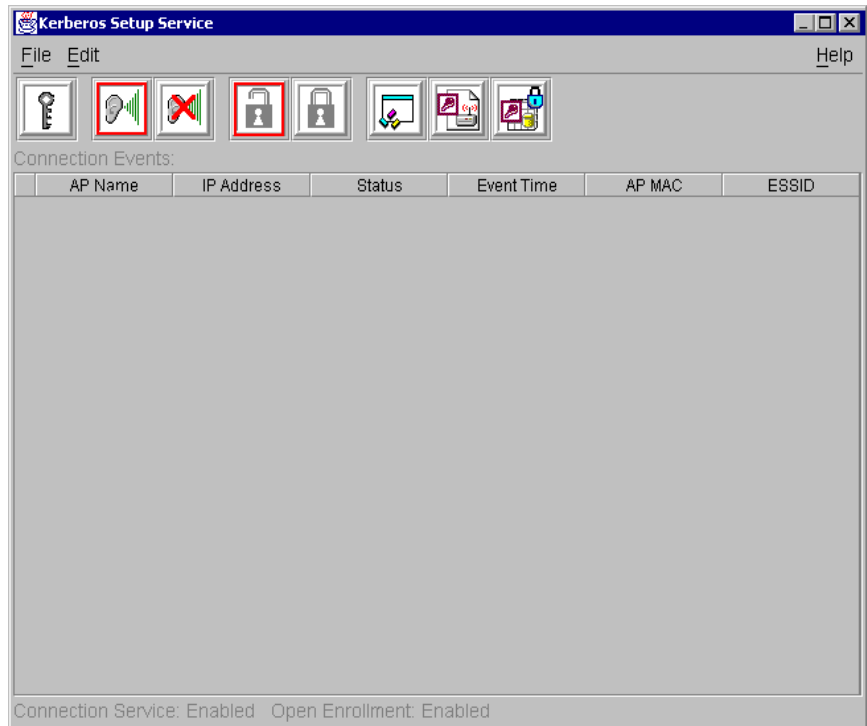 Kerberos Setup Service
File Edit Help
Connection Events:
AP Name IP Address Status Event Time AP MAC ESSID
Connection Service: Enabled Open Enrollment: Enabled